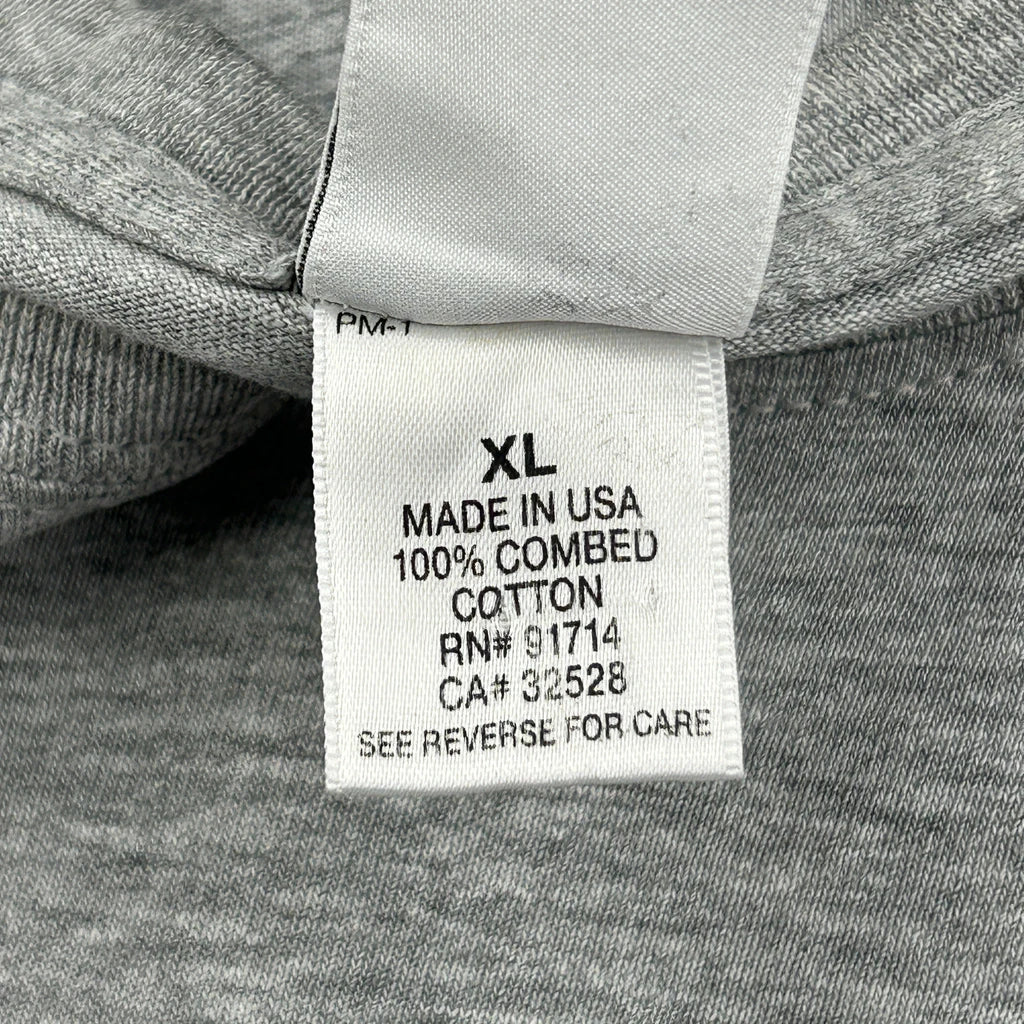 PM-1
XL
MADE IN USA
100% COMBED
COTTON
RN# 91714
CA# 32528
SEE REVERSE FOR CARE